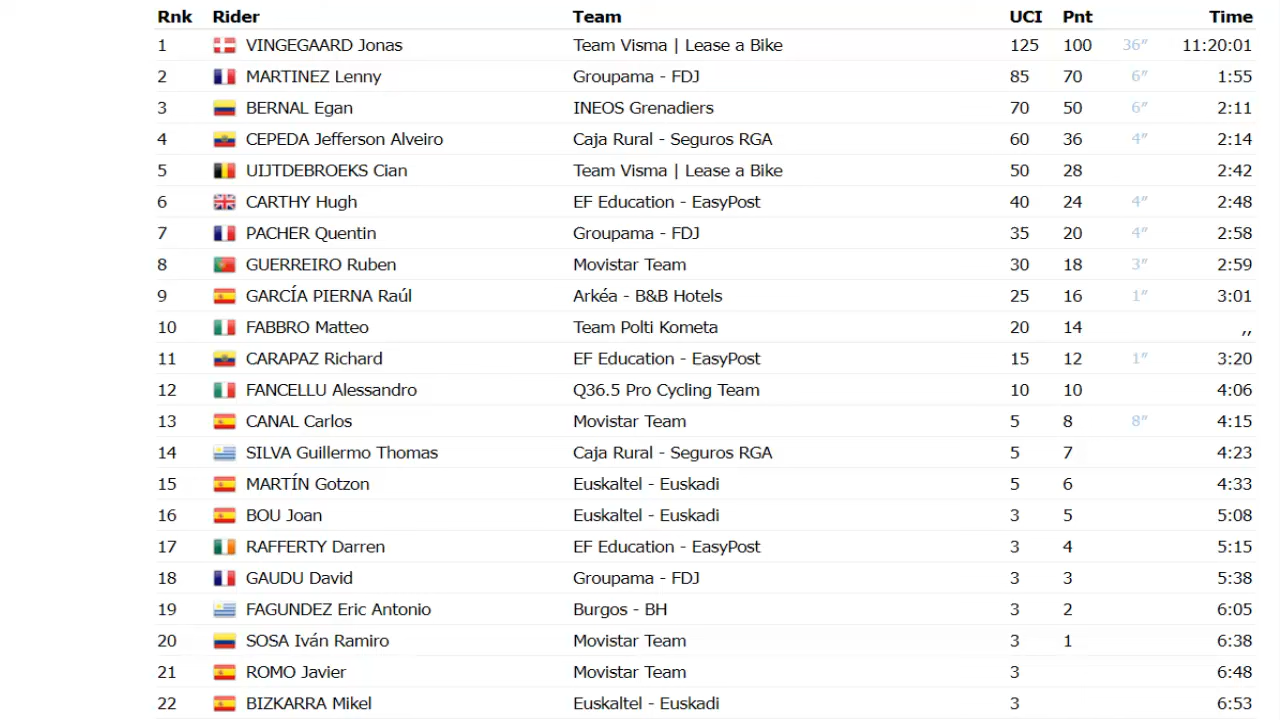 Rnk Rider Team UCI Pnt Time
1 VINGEGAARD Jonas Team Visma | Lease a Bike 125 100 36″ 11:20:01
2 MARTINEZ Lenny Groupama - FDJ 85 70 6″ 1:55
3 BERNAL Egan INEOS Grenadiers 70 50 6″ 2:11
4 CEPEDA Jefferson Alveiro Caja Rural - Seguros RGA 60 36 4″ 2:14
5 UIJTDEBROEKS Cian Team Visma | Lease a Bike 50 28 2:42
6 CARTHY Hugh EF Education - EasyPost 40 24 4″ 2:48
7 PACHER Quentin Groupama - FDJ 35 20 4″ 2:58
8 GUERREIRO Ruben Movistar Team 30 18 3″ 2:59
9 GARCÍA PIERNA Raúl Arkéa - B&B Hotels 25 16 1″ 3:01
10 FABBRO Matteo Team Polti Kometa 20 14 ,,
11 CARAPAZ Richard EF Education - EasyPost 15 12 1″ 3:20
12 FANCELLU Alessandro Q36.5 Pro Cycling Team 10 10 4:06
13 CANAL Carlos Movistar Team 5 8 8″ 4:15
14 SILVA Guillermo Thomas Caja Rural - Seguros RGA 5 7 4:23
15 MARTÍN Gotzon Euskaltel - Euskadi 5 6 4:33
16 BOU Joan Euskaltel - Euskadi 3 5 5:08
17 RAFFERTY Darren EF Education - EasyPost 3 4 5:15
18 GAUDU David Groupama - FDJ 3 3 5:38
19 FAGUNDEZ Eric Antonio Burgos - BH 3 2 6:05
20 SOSA Iván Ramiro Movistar Team 3 1 6:38
21 ROMO Javier Movistar Team 3 6:48
22 BIZKARRA Mikel Euskaltel - Euskadi 3 6:53